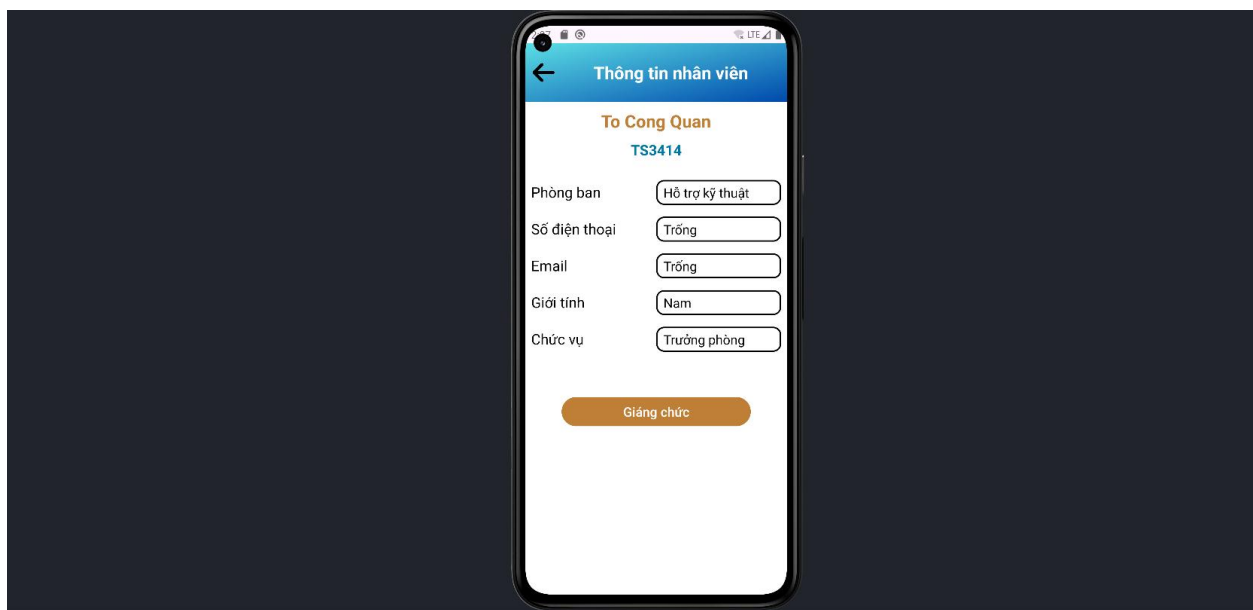 LTE
Thông tin nhân viên
To Cong Quan
TS3414
Phòng ban Hỗ trợ kỹ thuật
Số điện thoại Trống
Email Trống
Giới tính Nam
Chức vụ Trưởng phòng
Giáng chức